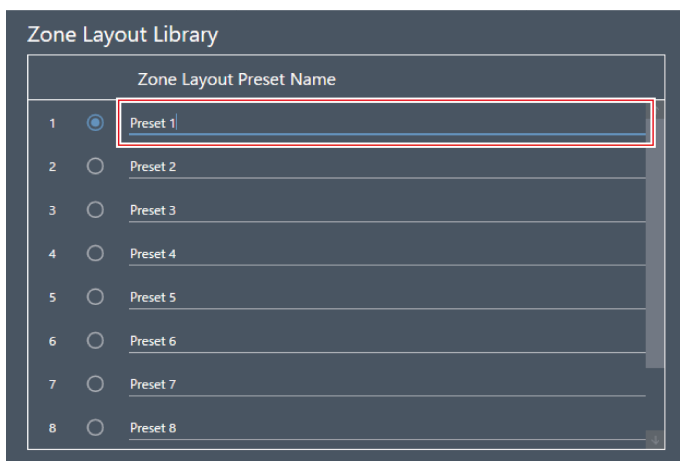 Zone Layout Library
Zone Layout Preset Name
1 Preset 1
2 Preset 2
3 Preset 3
4 Preset 4
5 Preset 5
6 Preset 6
7 Preset 7
8 Preset 8